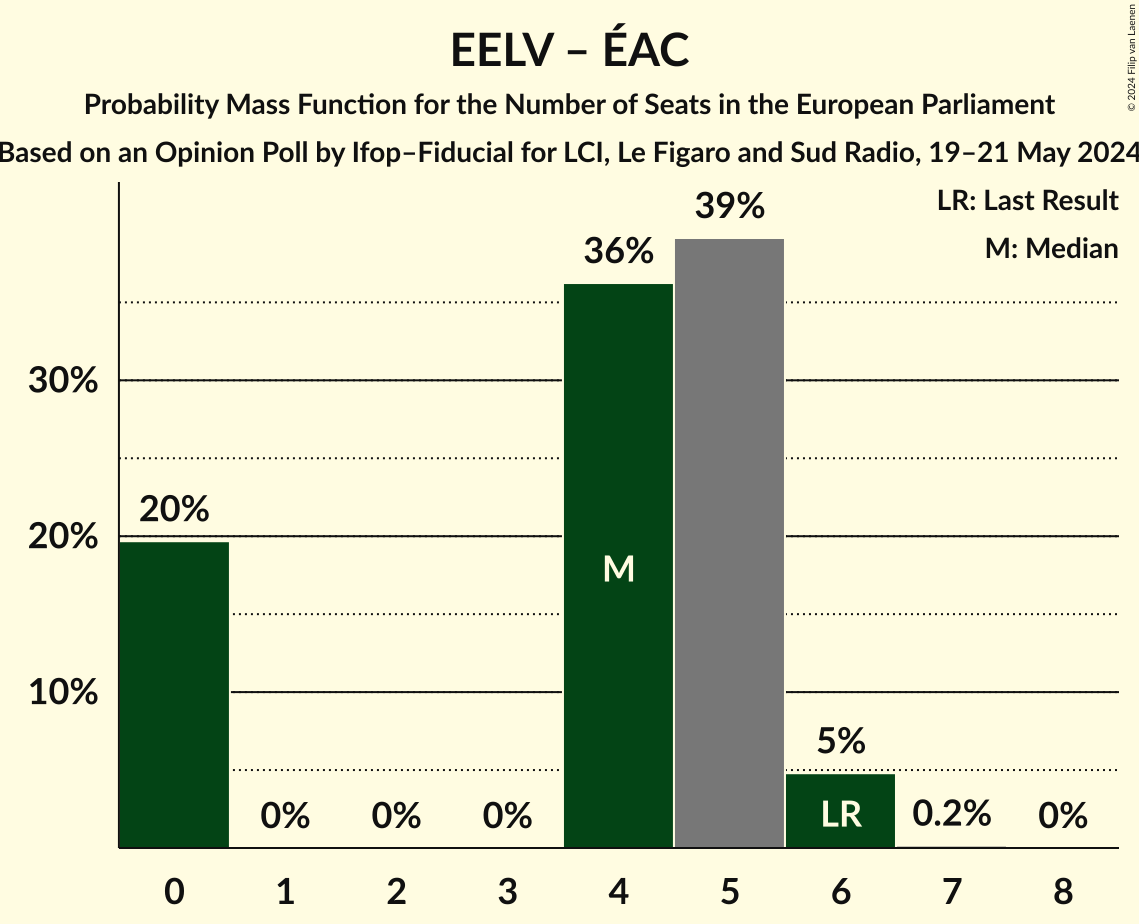 EELV – ÉAC
Probability Mass Function for the Number of Seats in the European Parliament
Based on an Opinion Poll by Ifop–Fiducial for LCI, Le Figaro and Sud Radio, 19–21 May 2024
© 2024 Filip van Laenen
LR: Last Result
M: Median
39%
36%
30%
20%
20%
M
10%
5%
LR
0% 0% 0% 0.2% 0%
0 1 2 3 4 5 6 7 8